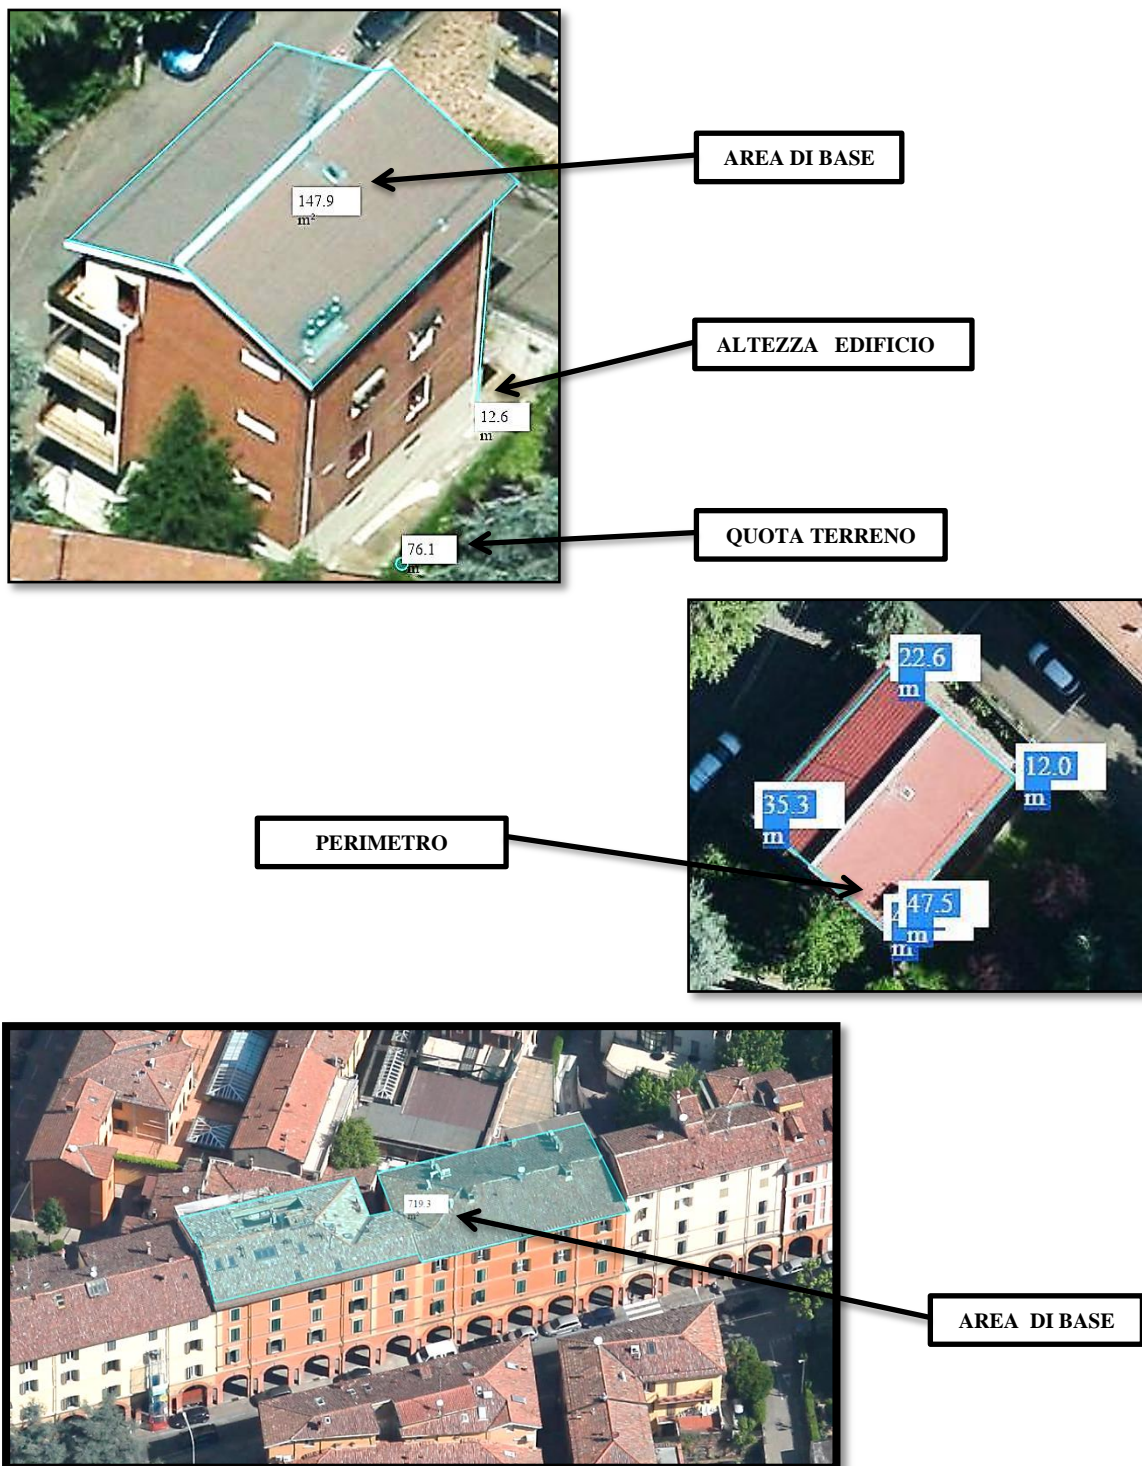 AREA DI BASE
147.9
m²
ALTEZZA EDIFICIO
12.6
m
QUOTA TERRENO
76.1
m
22.6
m
12.0
m
35.3
m
PERIMETRO
47.5
m
m
719.3
m²
AREA DI BASE